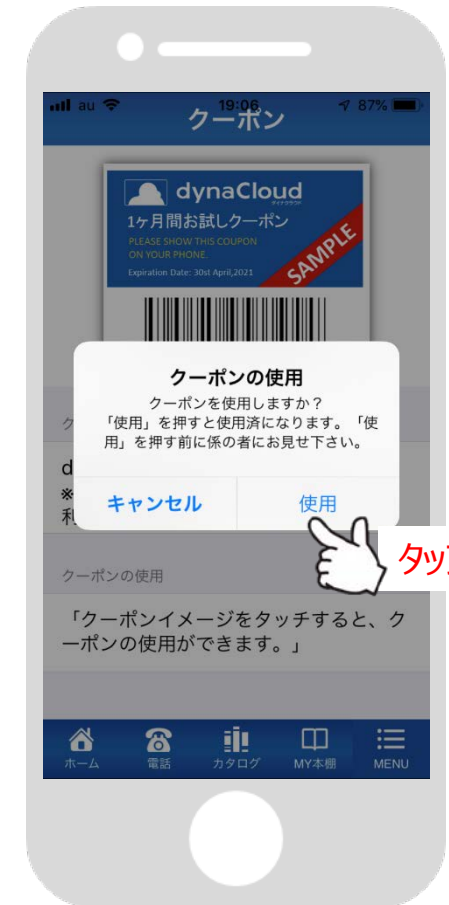 au
19:06
87%
クーポン
dynaCloud
ダイナクラウド
1ヶ月間お試しクーポン
PLEASE SHOW THIS COUPON
ON YOUR PHONE.
Expiration Date: 30st April,2021
SAMPLE
クーポンの使用
クーポンを使用しますか？
「使用」を押すと使用済になります。「使
用」を押す前に係の者にお見せ下さい。
キャンセル
使用
ク
d
※
利
タッ
クーポンの使用
「クーポンイメージをタッチすると、ク
ーポンの使用ができます。」
ホーム
電話
カタログ
MY本棚
MENU